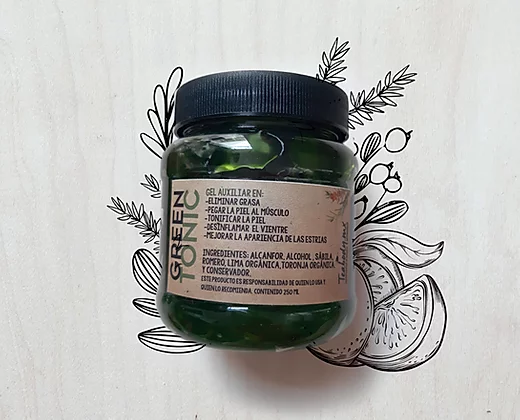 GREEN
TONIC
GEL AUXILIAR EN:
-ELIMINAR GRASA
-PEGAR LA PIEL AL MÚSCULO
-TONIFICAR LA PIEL
-DESINFLAMAR EL VIENTRE
-MEJORAR LA APARIENCIA DE LAS ESTRIAS
INGREDIENTES: ALCANFOR, ALCOHOL, SÁBILA,
ROMERO, LIMA ORGÁNICA, TORONJA ORGÁNICA,
Y CONSERVADOR.
ESTE PRODUCTO ES RESPONSABILIDAD DE QUIEN LO USA Y
QUIEN LO RECOMIENDA. CONTENIDO 250 ML